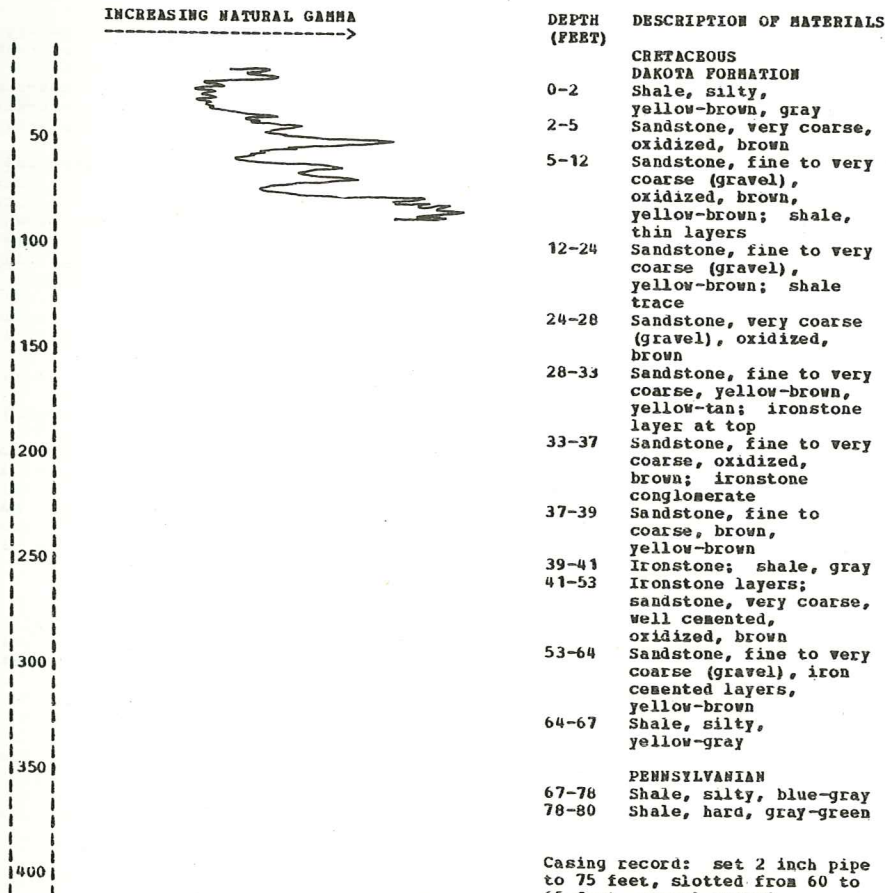 INCREASING NATURAL GAMMA
------------------------->
DEPTH DESCRIPTION OF MATERIALS
(FEET)
CRETACEOUS
DAKOTA FORMATION
0-2 Shale, silty,
yellow-brown, gray
2-5 Sandstone, very coarse,
oxidized, brown
5-12 Sandstone, fine to very
coarse (gravel),
oxidized, brown,
yellow-brown; shale,
thin layers
12-24 Sandstone, fine to very
coarse (gravel),
yellow-brown; shale
trace
24-28 Sandstone, very coarse
(gravel), oxidized,
brown
28-33 Sandstone, fine to very
coarse, yellow-brown,
yellow-tan; ironstone
layer at top
33-37 Sandstone, fine to very
coarse, oxidized,
brown; ironstone
conglomerate
37-39 Sandstone, fine to
coarse, brown,
yellow-brown
39-41 Ironstone; shale, gray
41-53 Ironstone layers;
sandstone, very coarse,
well cemented,
oxidized, brown
53-64 Sandstone, fine to very
coarse (gravel), iron
cemented layers,
yellow-brown
64-67 Shale, silty,
yellow-gray
PENNSYLVANIAN
67-78 Shale, silty, blue-gray
78-80 Shale, hard, gray-green
Casing record: set 2 inch pipe
to 75 feet, slotted from 60 to
50
100
150
200
250
300
350
400